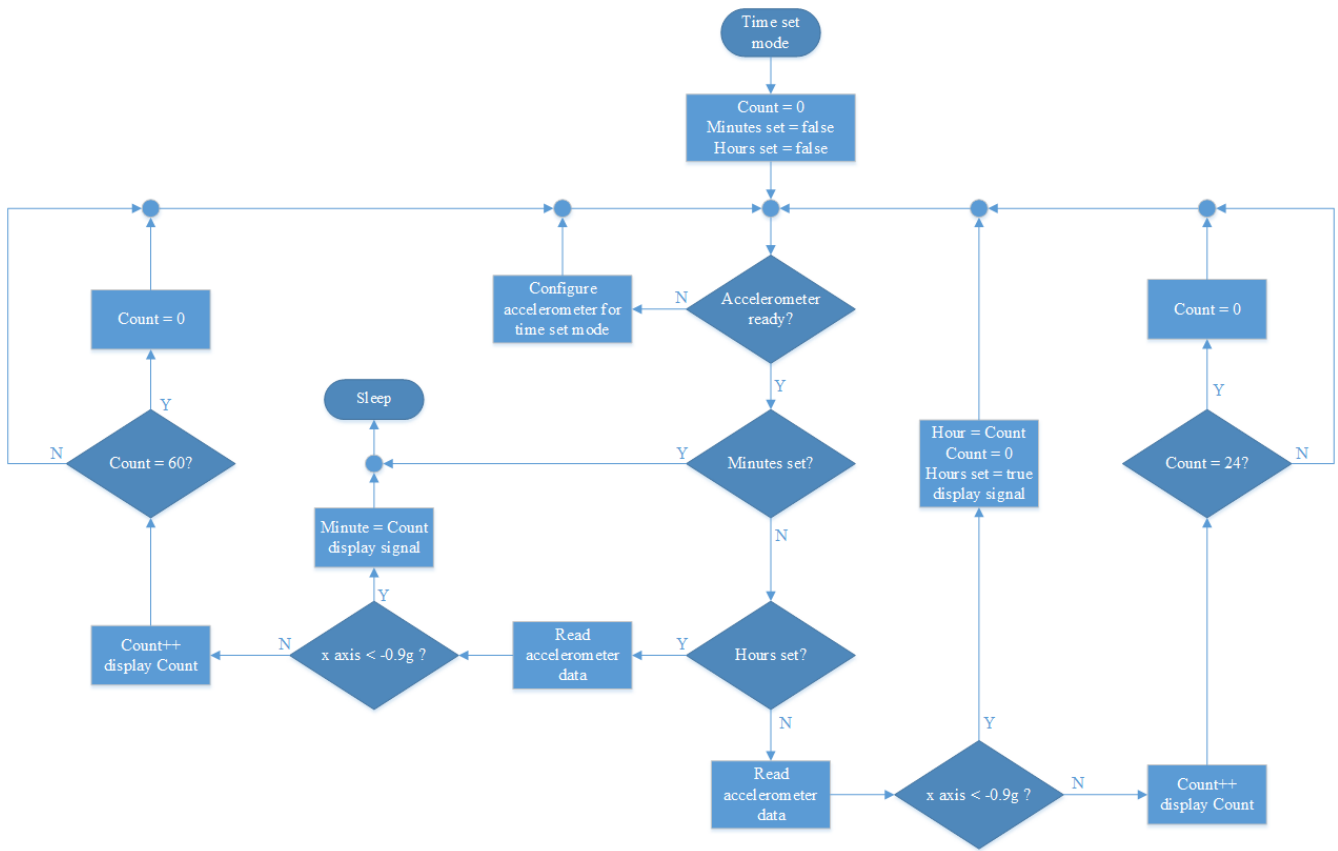 Time set
mode
Count = 0
Minutes set = false
Hours set = false
Configure
accelerometer for
time set mode
N
Accelerometer
ready?
Y
Count = 0
Count = 0
Y
Y
Sleep
N
Count = 60?
Y
Minutes set?
N
Hour = Count
Count = 0
Hours set = true
display signal
Count = 24?
N
Minute = Count
display signal
Y
Count++
display Count
N
x axis < -0.9g ?
Read
accelerometer
data
Y
Hours set?
N
Read
accelerometer
data
Y
x axis < -0.9g ?
N
Count++
display Count